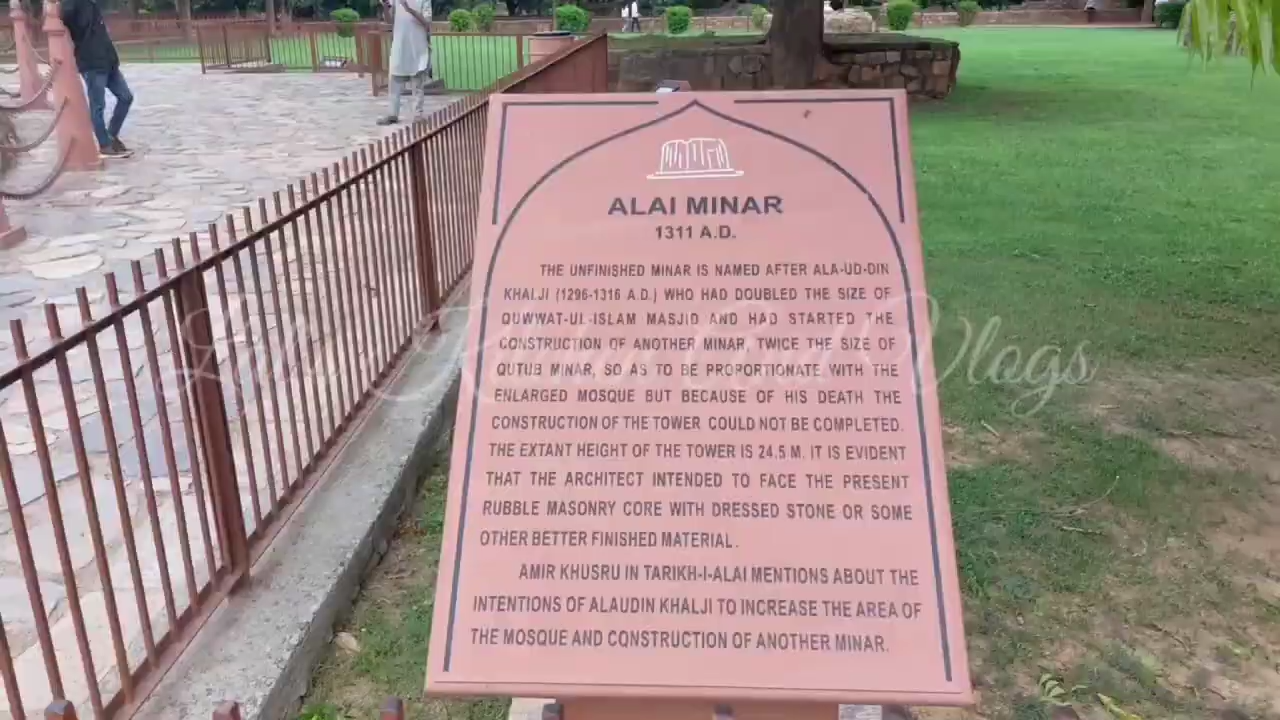 ALAI MINAR
1311 A.D.
THE UNFINISHED MINAR IS NAMED AFTER ALA-UD-DIN
KHALJI (1296-1316 A.D.) WHO HAD DOUBLED THE SIZE OF
QUWWAT-UL-ISLAM MASJID AND HAD STARTED THE
CONSTRUCTION OF ANOTHER MINAR, TWICE THE SIZE OF
QUTUB MINAR, SO AS TO BE PROPORTIONATE WITH THE
ENLARGED MOSQUE BUT BECAUSE OF HIS DEATH THE
CONSTRUCTION OF THE TOWER COULD NOT BE COMPLETED.
THE EXTANT HEIGHT OF THE TOWER IS 24.5 M. IT IS EVIDENT
THAT THE ARCHITECT INTENDED TO FACE THE PRESENT
RUBBLE MASONRY CORE WITH DRESSED STONE OR SOME
OTHER BETTER FINISHED MATERIAL.
AMIR KHUSRU IN TARIKH-I-ALAI MENTIONS ABOUT THE
INTENTIONS OF ALAUDIN KHALJI TO INCREASE THE AREA OF
THE MOSQUE AND CONSTRUCTION OF ANOTHER MINAR.
Vlogs